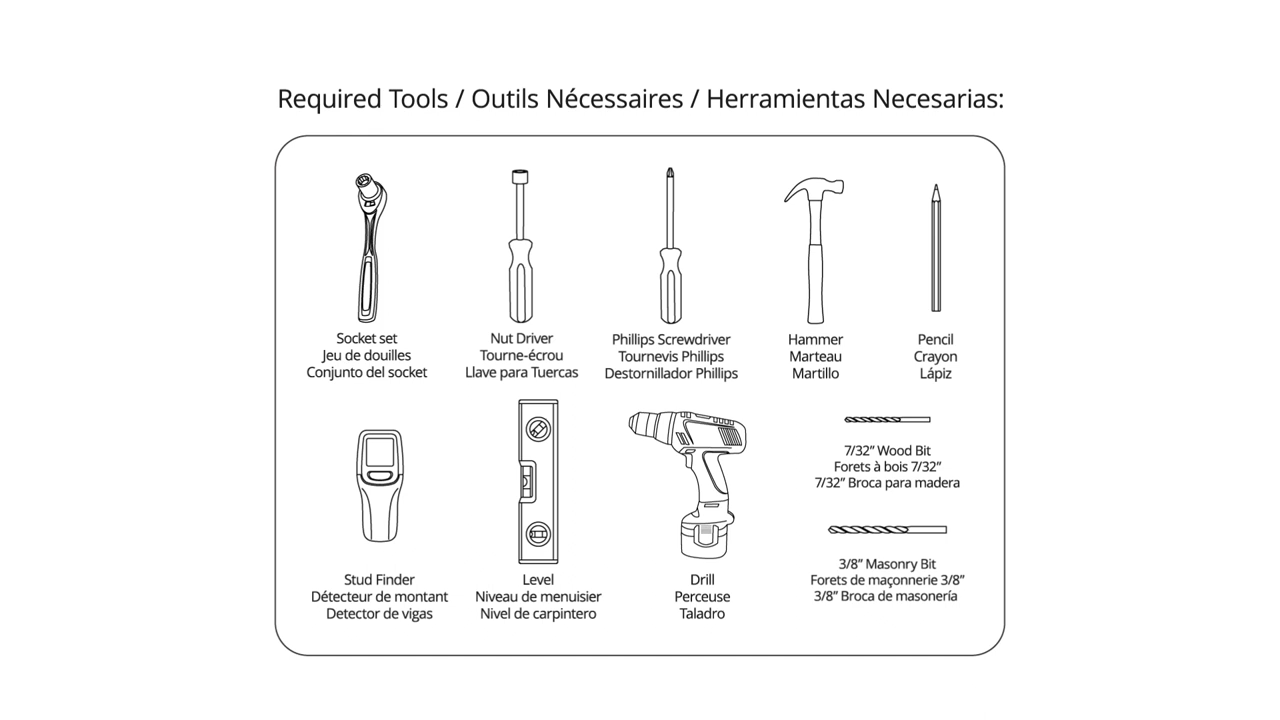 Required Tools / Outils Nécessaires / Herramientas Necesarias:
Socket set
Jeu de douilles
Conjunto del socket
Nut Driver
Tourne-écrou
Llave para Tuercas
Phillips Screwdriver
Tournevis Phillips
Destornillador Phillips
Hammer
Marteau
Martillo
Pencil
Crayon
Lápiz
Stud Finder
Détecteur de montant
Detector de vigas
Level
Niveau de menuisier
Nivel de carpintero
Drill
Perceuse
Taladro
7/32” Wood Bit
Forets à bois 7/32”
7/32” Broca para madera
3/8” Masonry Bit
Forets de maçonnerie 3/8”
3/8” Broca de masonería